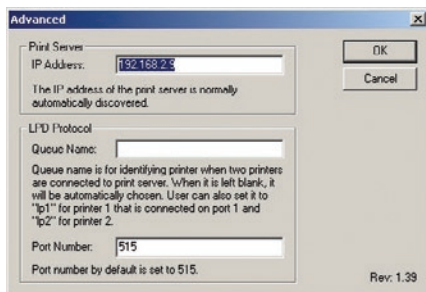 Advanced
Print Server
IP Address: 192.168.2.9
The IP address of the print server is normally
automatically discovered.
LPD Protocol
Queue Name:
Queue name is for identifying printer when two printers
are connected to print server. When it is left blank, it
will be automatically chosen. User can also set it to
"lp1" for printer 1 that is connected on port 1 and
"lp2" for printer 2.
Port Number: 515
Port number by default is set to 515.
OK
Cancel
Rev: 1.39